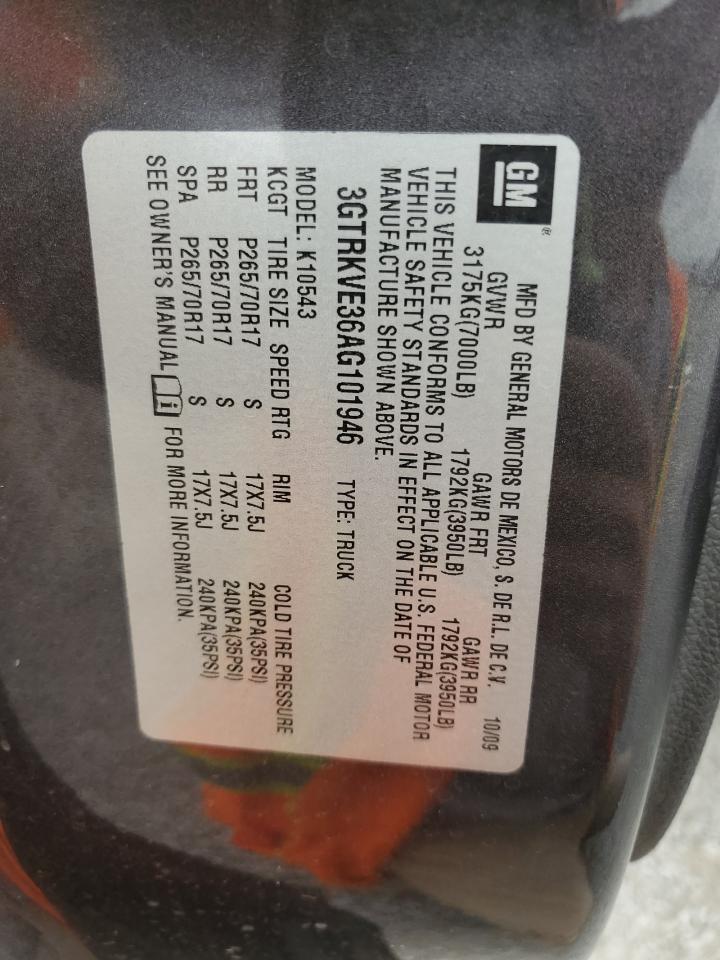 GM®
MFD BY GENERAL MOTORS DE MEXICO, S. DE R.L. DE C.V. 10/09
GVWR GAWR FRT GAWR RR
3175KG(7000LB) 1792KG(3950LB) 1792KG(3950LB)
THIS VEHICLE CONFORMS TO ALL APPLICABLE U.S. FEDERAL MOTOR
VEHICLE SAFETY STANDARDS IN EFFECT ON THE DATE OF
MANUFACTURE SHOWN ABOVE.
3GTRKVE36AG101946 TYPE: TRUCK
MODEL: K10543
KCGT TIRE SIZE SPEED RTG RIM COLD TIRE PRESSURE
FRT P265/70R17 S 17X7.5J 240KPA(35PSI)
RR P265/70R17 S 17X7.5J 240KPA(35PSI)
SPA P265/70R17 S 17X7.5J 240KPA(35PSI)
SEE OWNER'S MANUAL i FOR MORE INFORMATION.